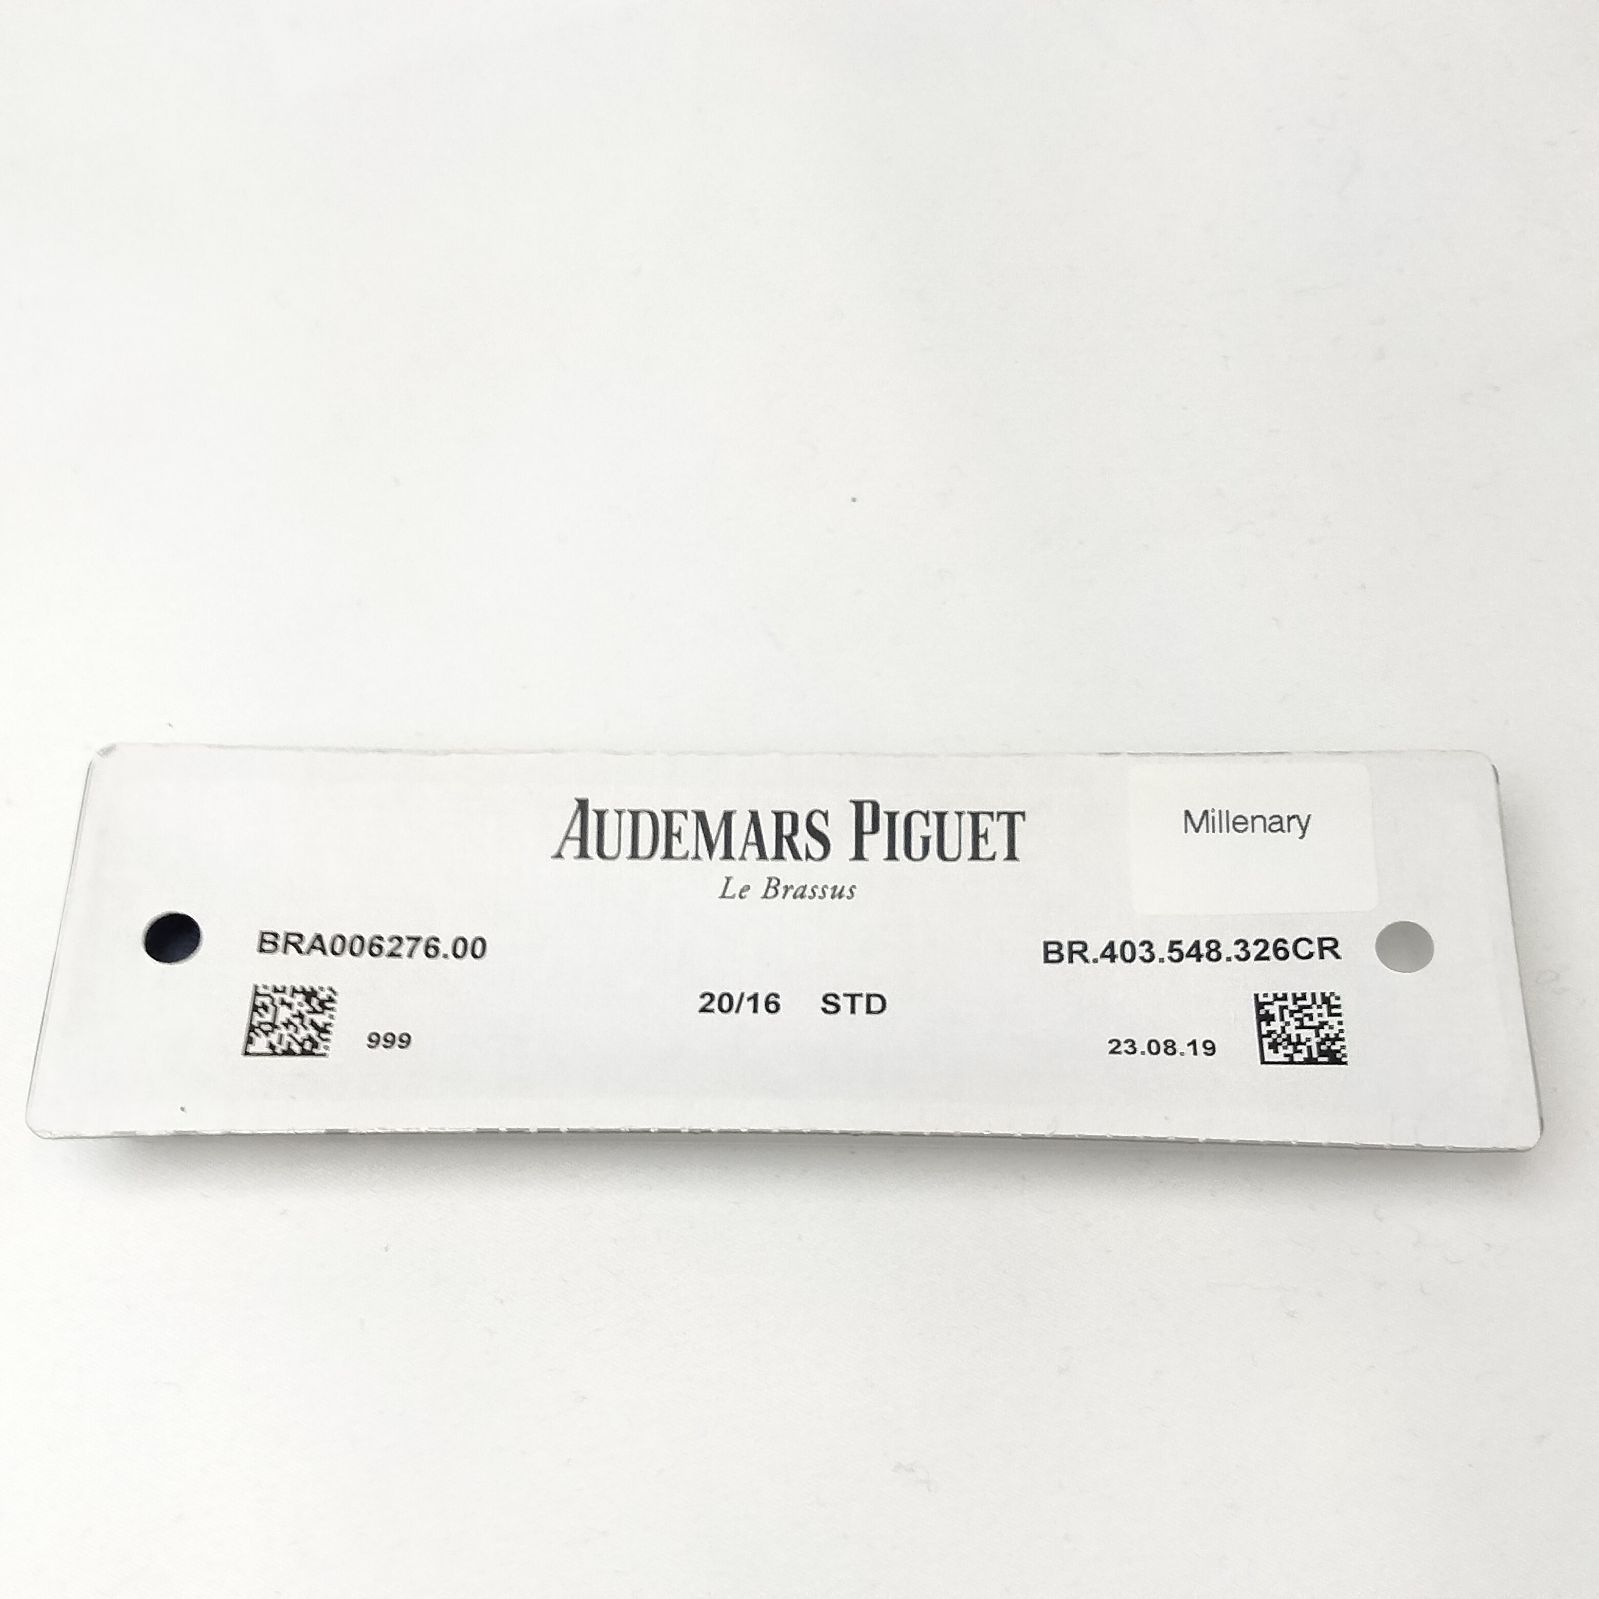 AUDEMARS PIGUET
Le Brassus
Millenary
BRA006276.00
BR.403.548.326CR
20/16 STD
999
23.08.19